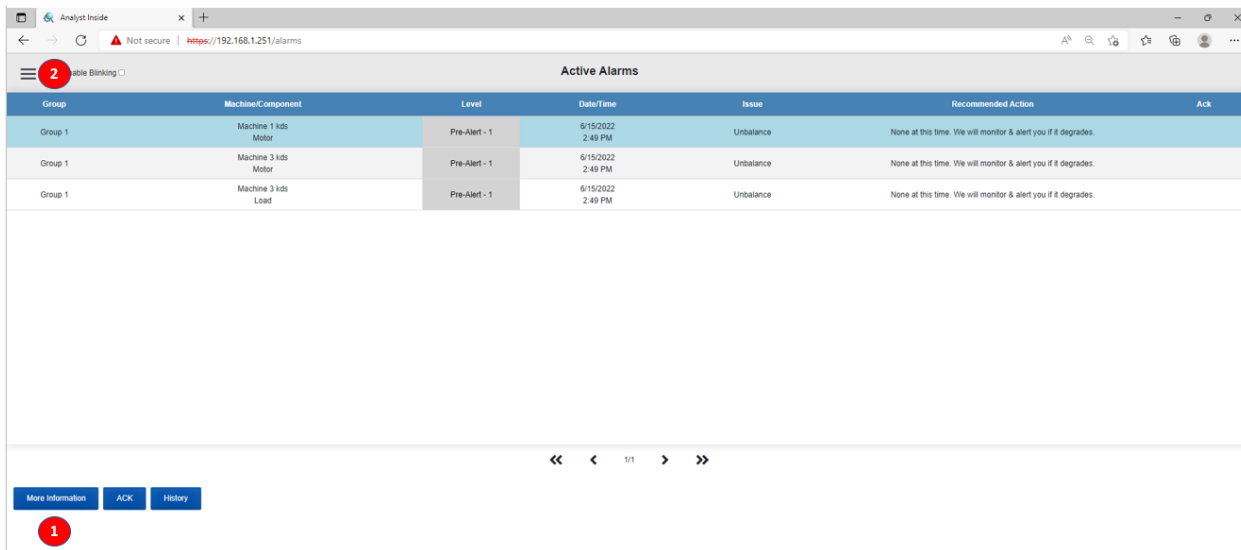 Analyst Inside
Not secure https://192.168.1.251/alarms
2 able Blinking Active Alarms
Group Machine/Component Level Date/Time Issue Recommended Action Ack
Group 1 Machine 1 kds Motor Pre-Alert - 1 6/15/2022 2:49 PM Unbalance None at this time. We will monitor & alert you if it degrades.
Group 1 Machine 3 kds Motor Pre-Alert - 1 6/15/2022 2:49 PM Unbalance None at this time. We will monitor & alert you if it degrades.
Group 1 Machine 3 kds Load Pre-Alert - 1 6/15/2022 2:49 PM Unbalance None at this time. We will monitor & alert you if it degrades.
1/1
More Information ACK History
1